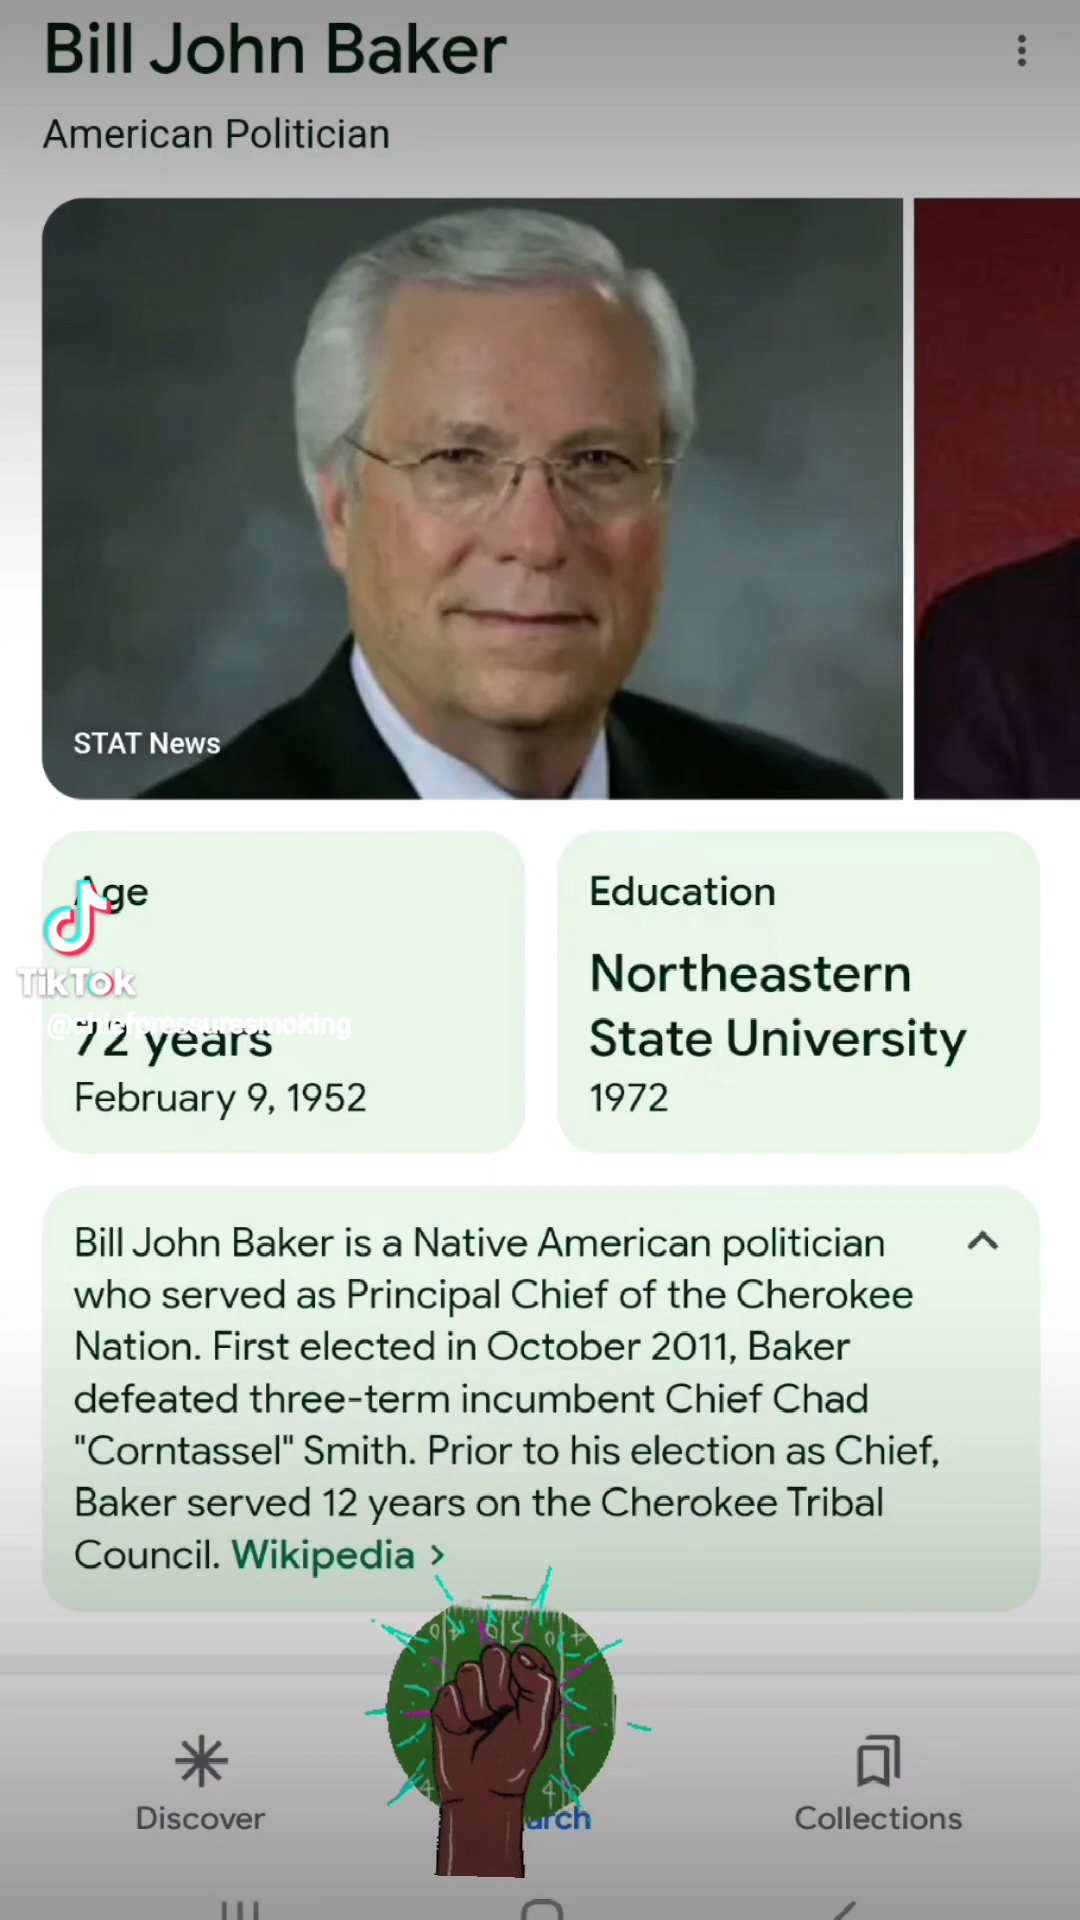 Bill John Baker
American Politician
STAT News
Age
72 years
February 9, 1952
TikTok
@chiefpressuresmoking
Education
Northeastern
State University
1972
Bill John Baker is a Native American politician
who served as Principal Chief of the Cherokee
Nation. First elected in October 2011, Baker
defeated three-term incumbent Chief Chad
"Corntassel" Smith. Prior to his election as Chief,
Baker served 12 years on the Cherokee Tribal
Council. Wikipedia >
Discover
Collections